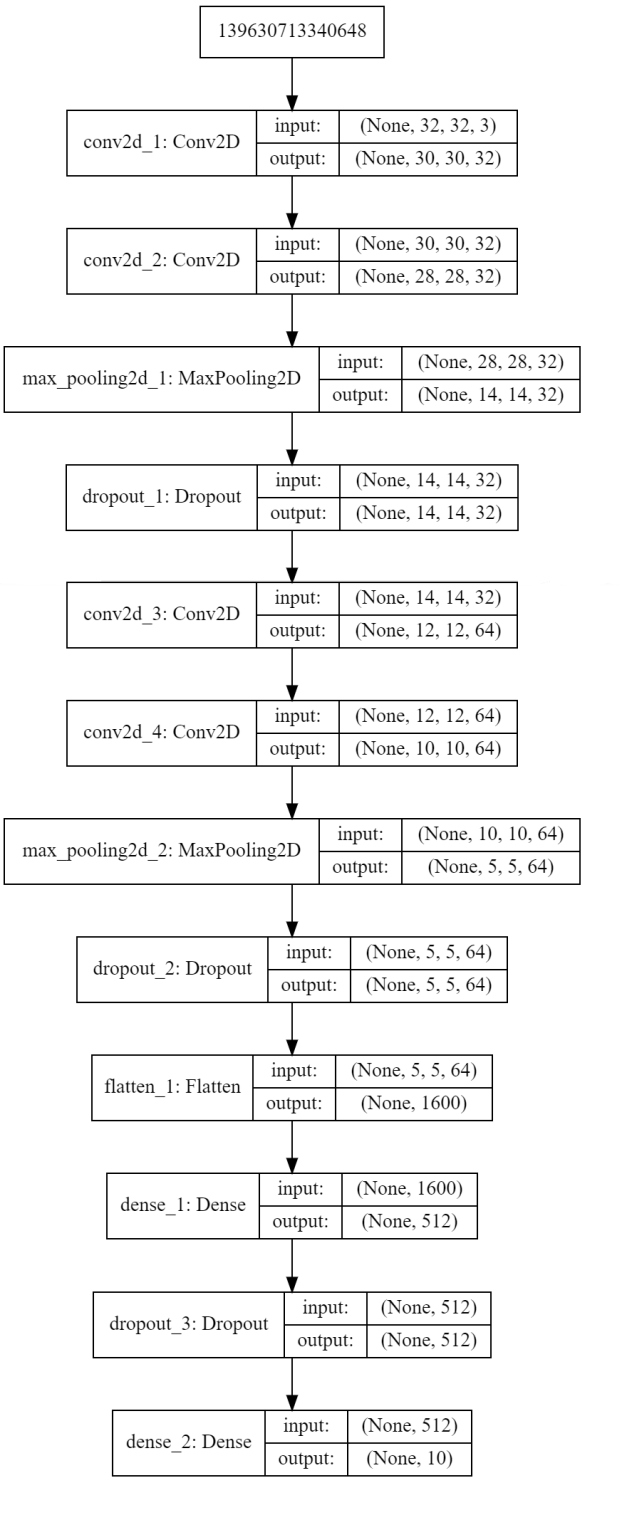 139630713340648
conv2d_1: Conv2D
input: (None, 32, 32, 3)
output: (None, 30, 30, 32)
conv2d_2: Conv2D
input: (None, 30, 30, 32)
output: (None, 28, 28, 32)
max_pooling2d_1: MaxPooling2D
input: (None, 28, 28, 32)
output: (None, 14, 14, 32)
dropout_1: Dropout
input: (None, 14, 14, 32)
output: (None, 14, 14, 32)
conv2d_3: Conv2D
input: (None, 14, 14, 32)
output: (None, 12, 12, 64)
conv2d_4: Conv2D
input: (None, 12, 12, 64)
output: (None, 10, 10, 64)
max_pooling2d_2: MaxPooling2D
input: (None, 10, 10, 64)
output: (None, 5, 5, 64)
dropout_2: Dropout
input: (None, 5, 5, 64)
output: (None, 5, 5, 64)
flatten_1: Flatten
input: (None, 5, 5, 64)
output: (None, 1600)
dense_1: Dense
input: (None, 1600)
output: (None, 512)
dropout_3: Dropout
input: (None, 512)
output: (None, 512)
dense_2: Dense
input: (None, 512)
output: (None, 10)